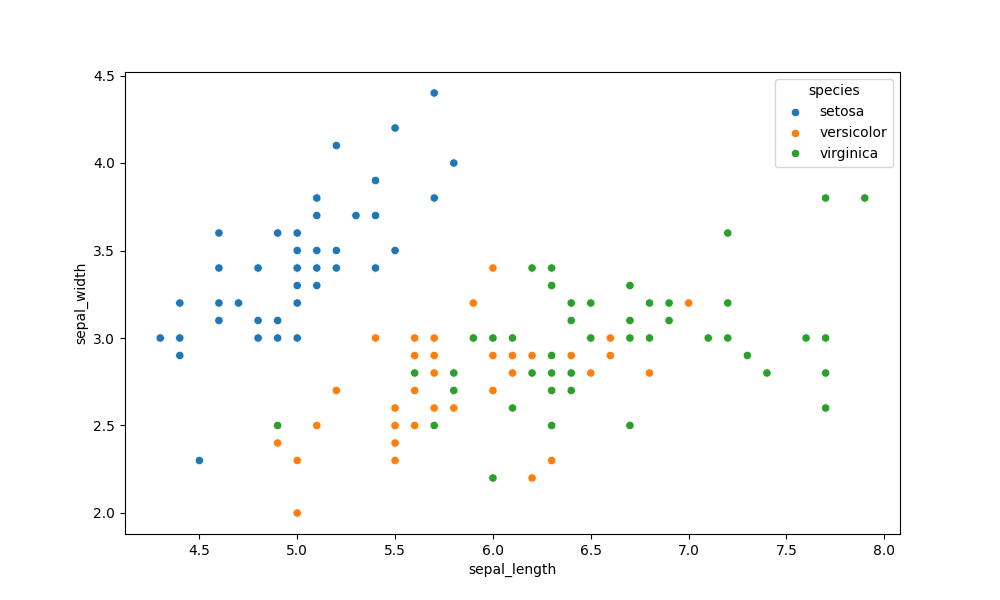 species
setosa
versicolor
virginica
4.5
4.0
3.5
3.0
2.5
2.0
sepal_width
4.5 5.0 5.5 6.0 6.5 7.0 7.5 8.0
sepal_length